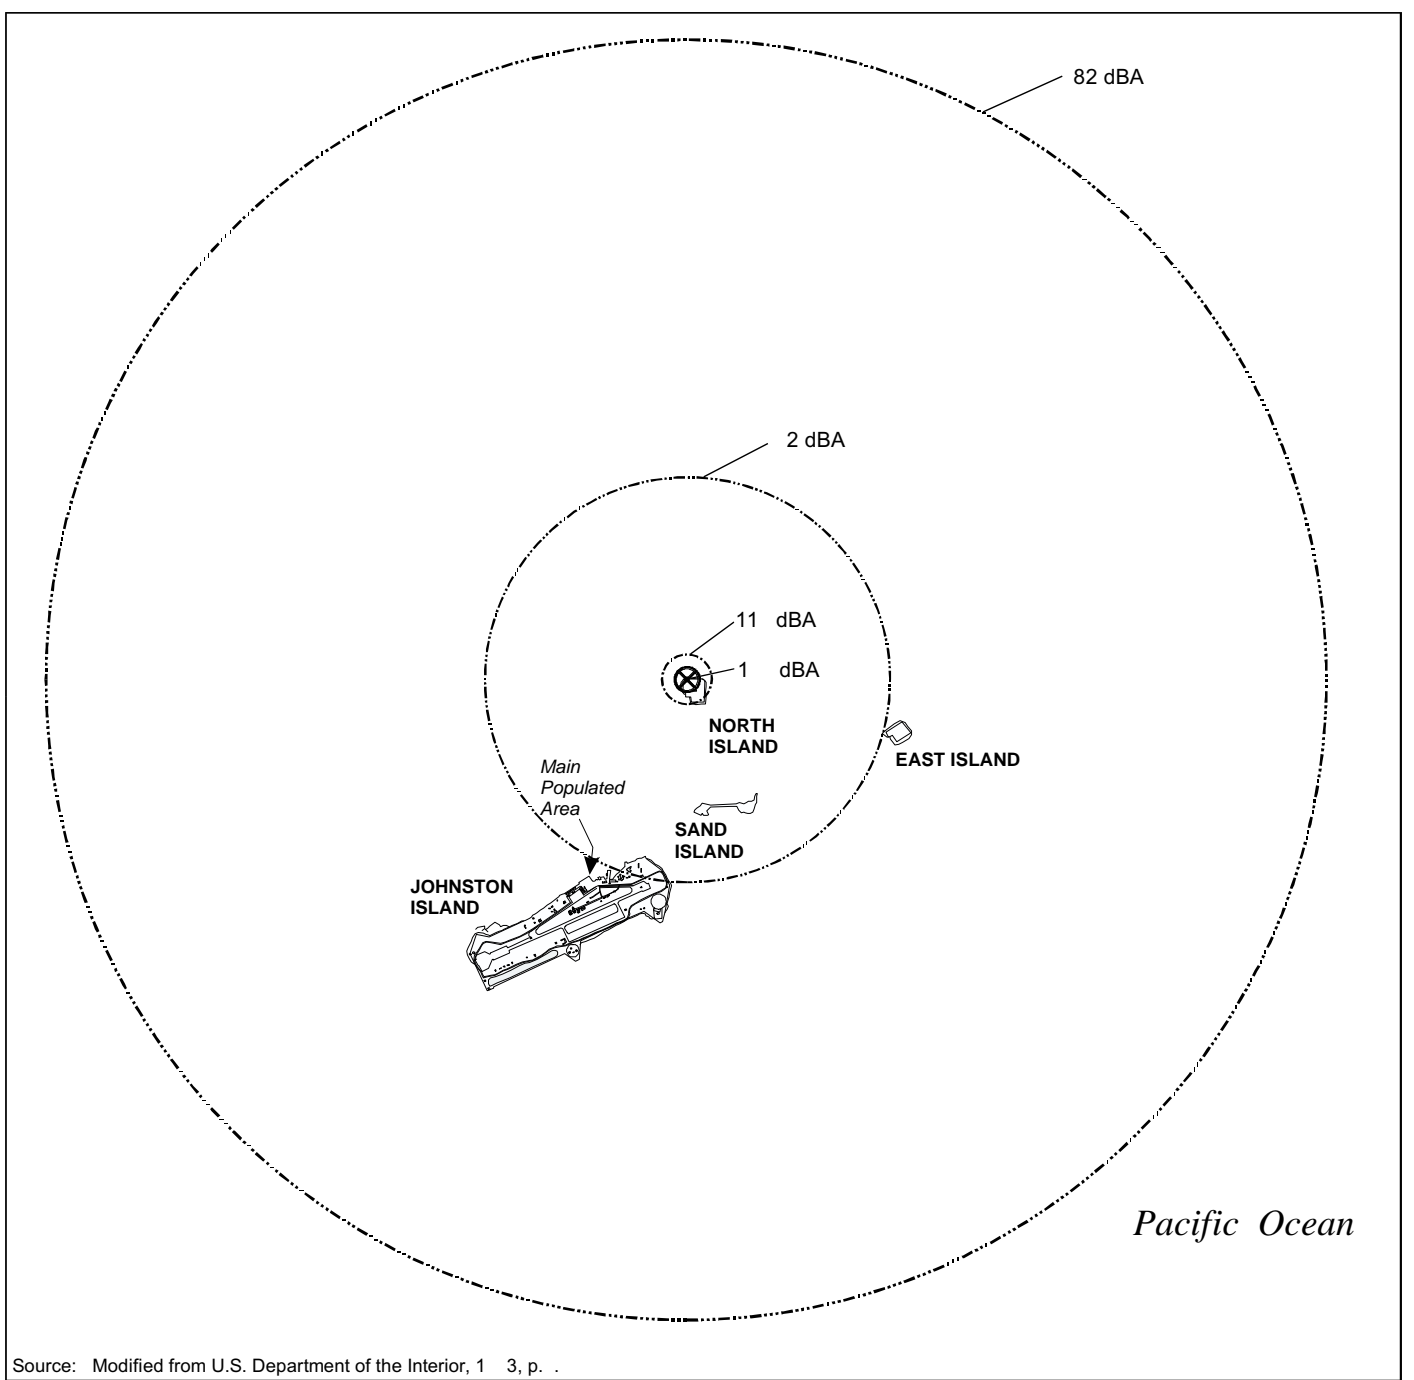 82 dBA
2 dBA
11 dBA
1 dBA
NORTH
ISLAND
EAST ISLAND
Main
Populated
Area
SAND
ISLAND
JOHNSTON
ISLAND
Pacific Ocean
Source: Modified from U.S. Department of the Interior, 1 3, p. .